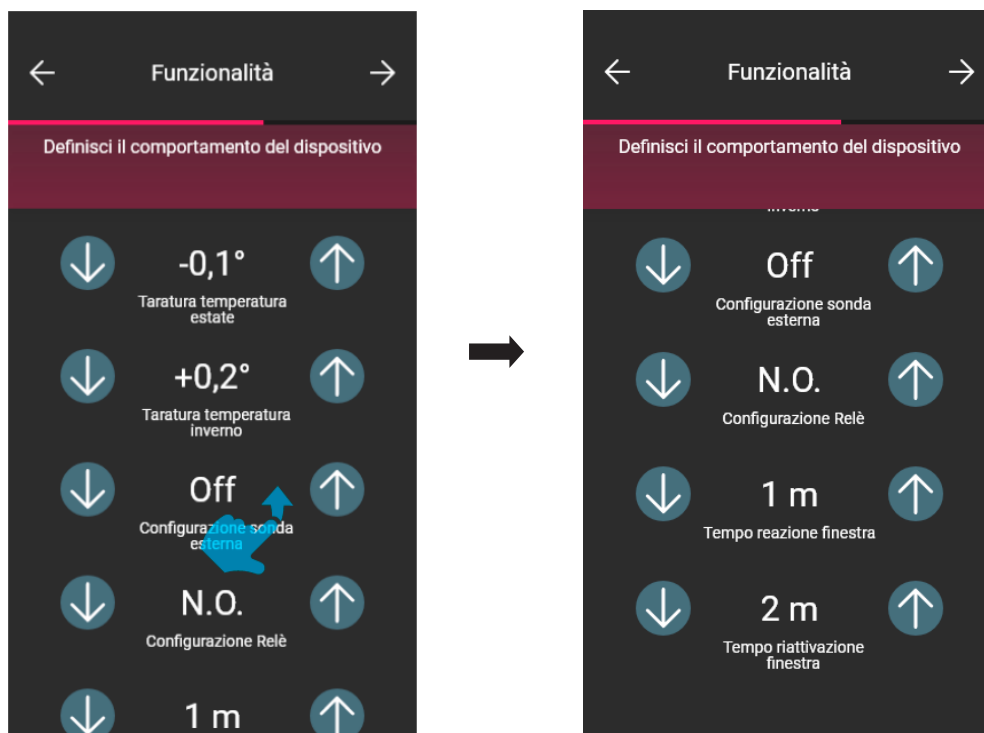 Funzionalità
Definisci il comportamento del dispositivo
-0,1°
Taratura temperatura
estate
+0,2°
Taratura temperatura
inverno
Off
Configurazione sonda
esterna
N.O.
Configurazione Relè
1 m
Funzionalità
Definisci il comportamento del dispositivo
inverno
Off
Configurazione sonda
esterna
N.O.
Configurazione Relè
1 m
Tempo reazione finestra
2 m
Tempo riattivazione
finestra